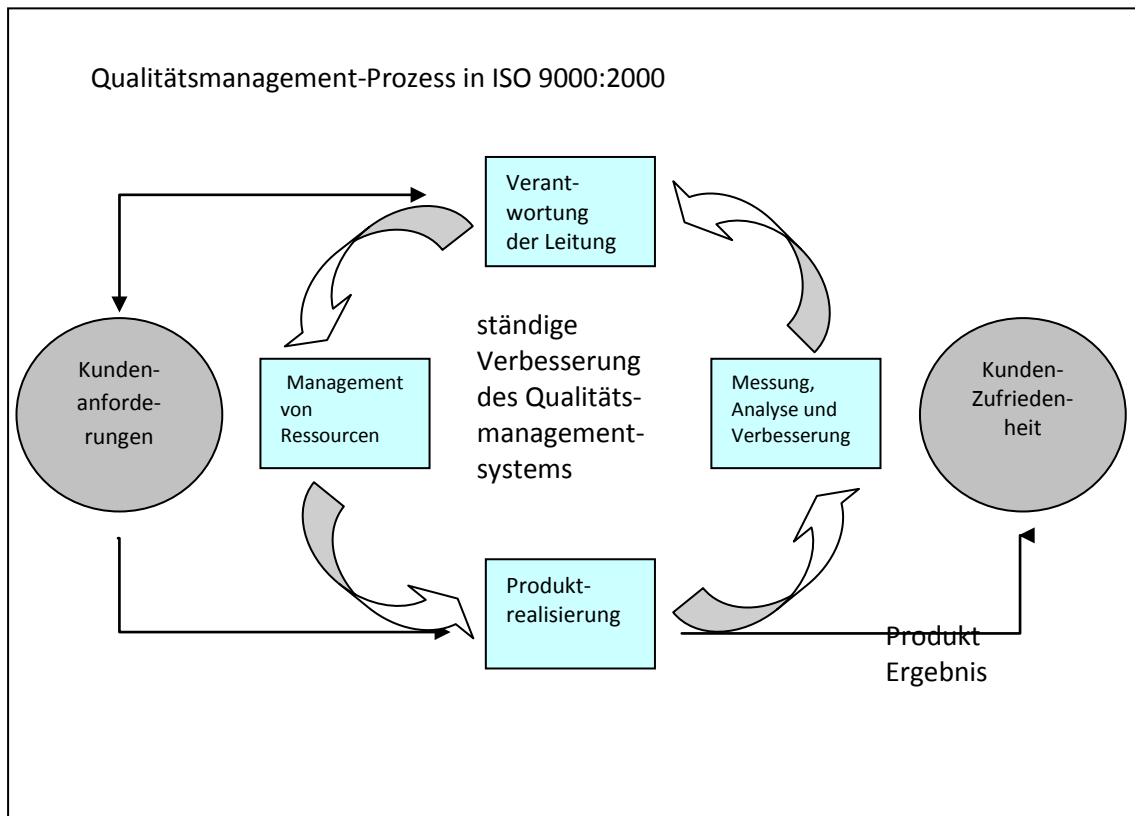 Qualitätsmanagement-Prozess in ISO 9000:2000
Verant-
wortung
der Leitung
Kunden-
anforde-
rungen
Management
von
Ressourcen
ständige
Verbesserung
des Qualitäts-
management-
systems
Messung,
Analyse und
Verbesserung
Kunden-
Zufrieden-
heit
Produkt-
realisierung
Produkt
Ergebnis